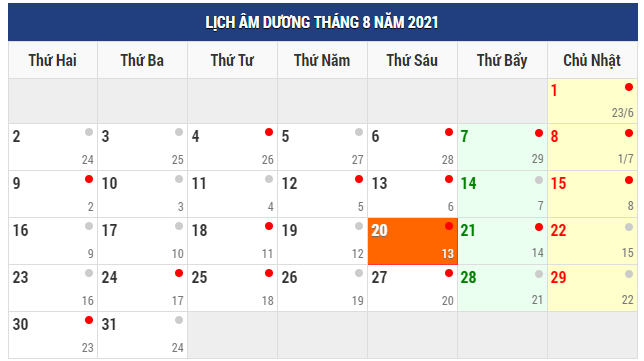 LỊCH ÂM DƯƠNG THÁNG 8 NĂM 2021
Thứ Hai Thứ Ba Thứ Tư Thứ Năm Thứ Sáu Thứ Bẩy Chủ Nhật
1
23/6
2 3 4 5 6 7 8
24 25 26 27 28 29 1/7
9 10 11 12 13 14 15
2 3 4 5 6 7 8
16 17 18 19 20 21 22
9 10 11 12 13 14 15
23 24 25 26 27 28 29
16 17 18 19 20 21 22
30 31
23 24